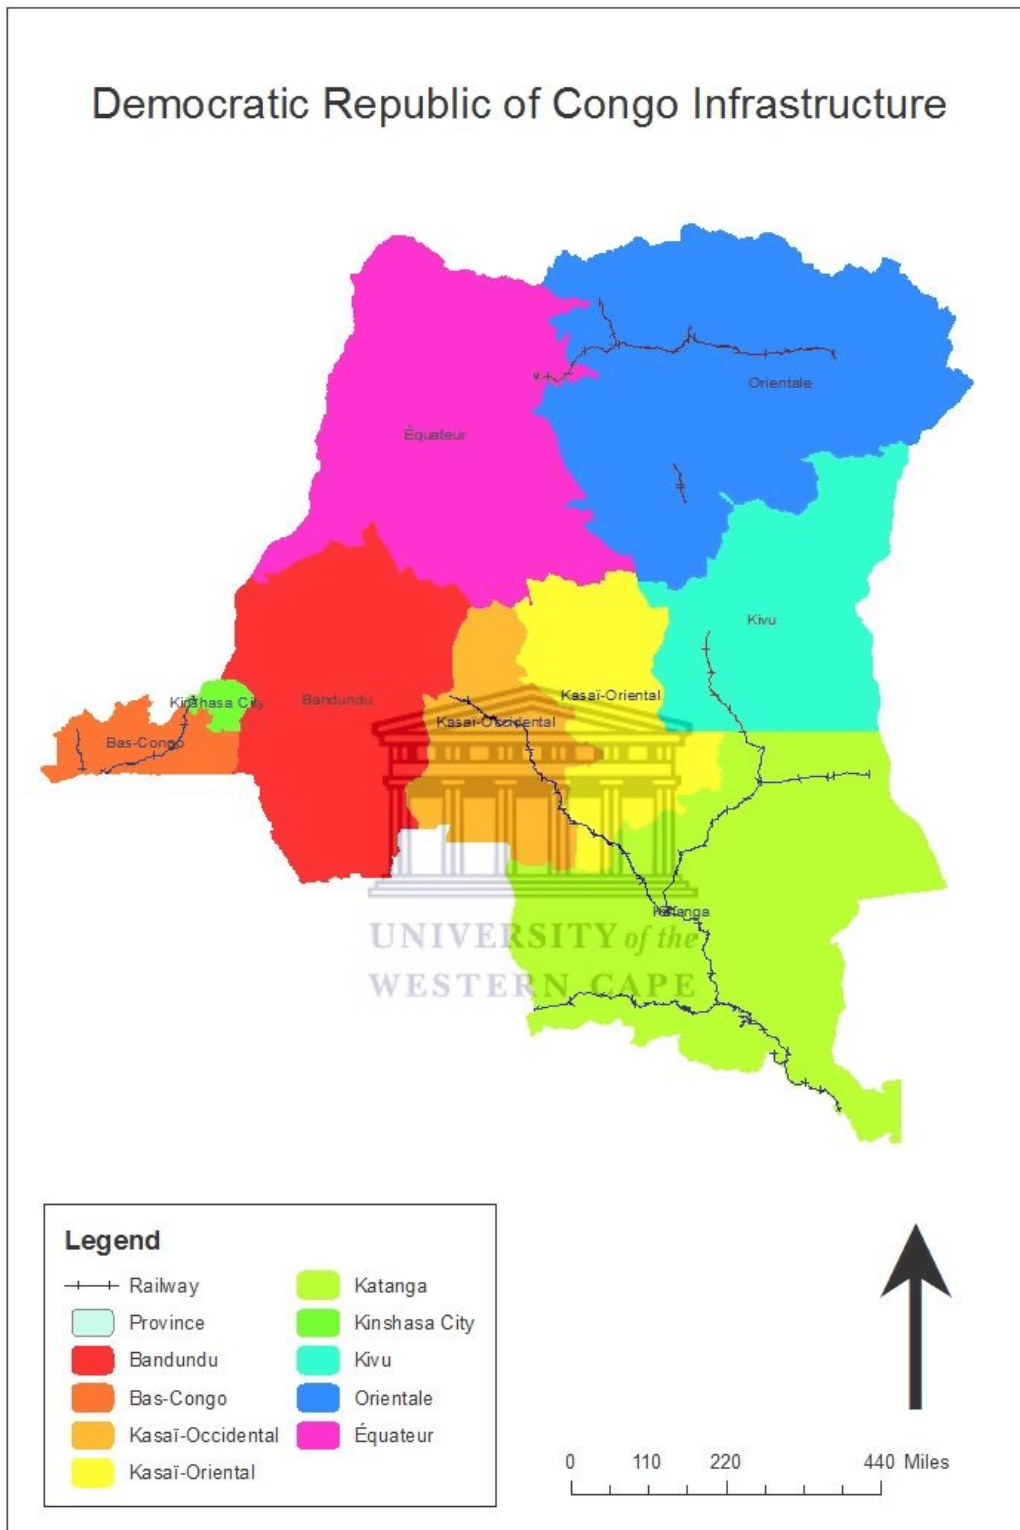 Democratic Republic of Congo Infrastructure
Orientale
Équateur
Kivu
Kasaï-Oriental
Kinshasa City
Bandundu
Kasaï-Occidental
Bas-Congo
Katanga
UNIVERSITY of the
WESTERN CAPE
Legend
Railway
Province
Bandundu
Bas-Congo
Kasaï-Occidental
Kasaï-Oriental
Katanga
Kinshasa City
Kivu
Orientale
Équateur
0 110 220 440 Miles